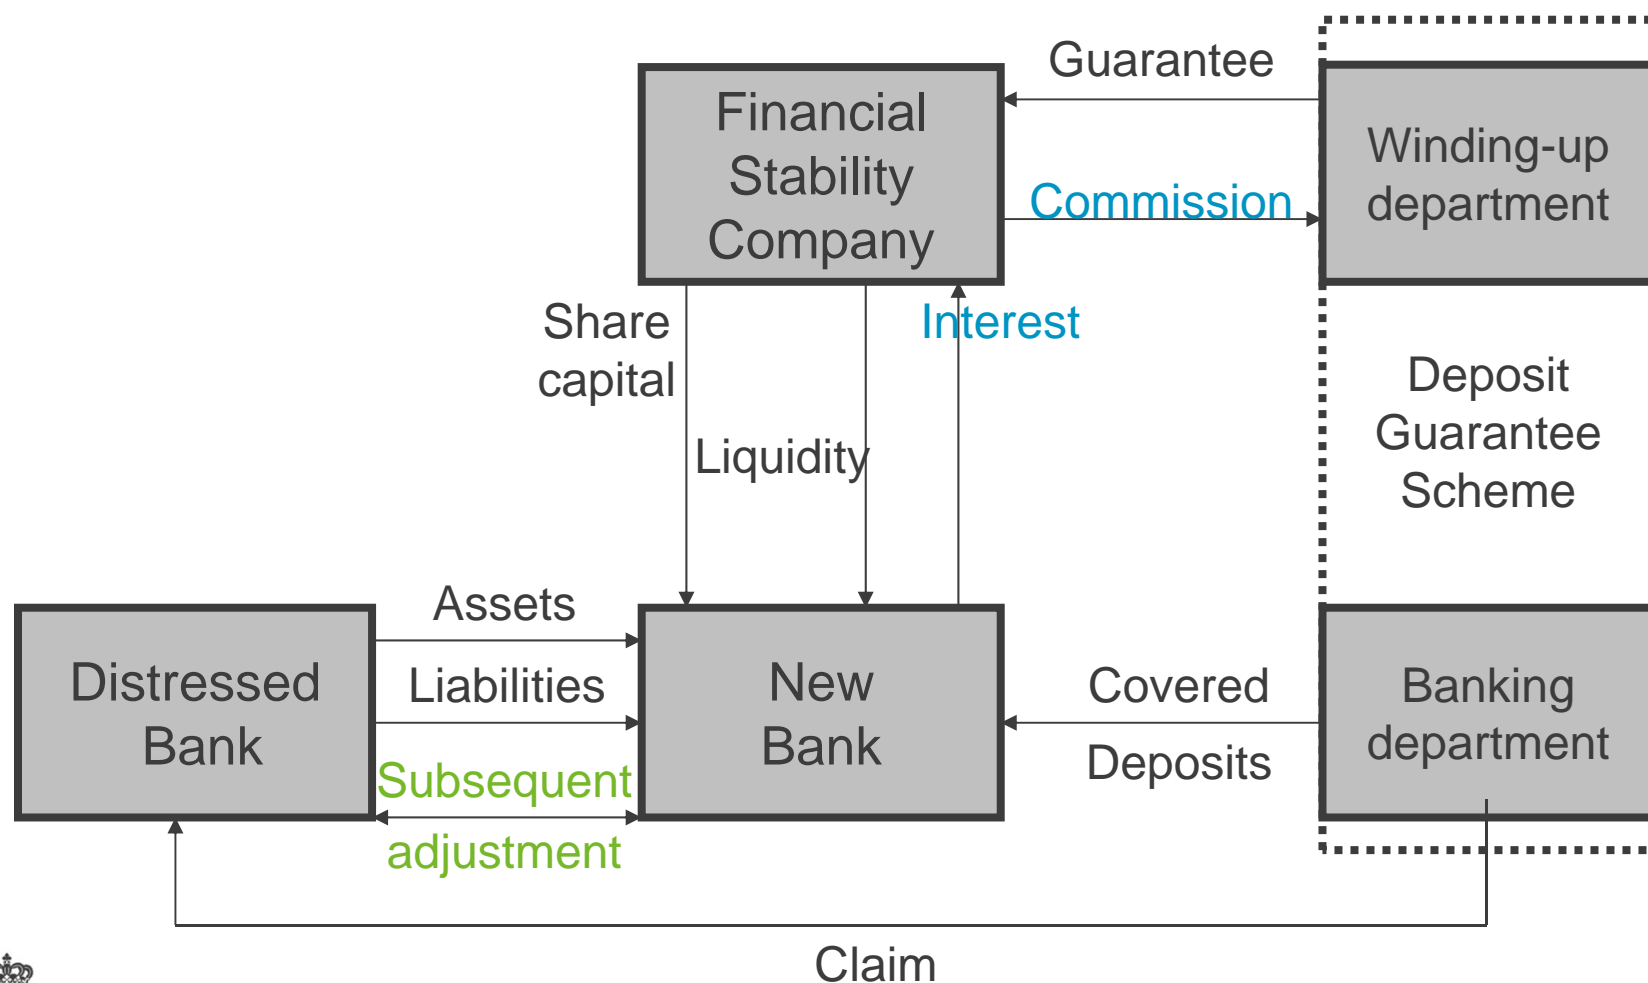 Guarantee
Financial
Stability
Company
Winding-up
department
Commission
Share
capital
Interest
Liquidity
Deposit
Guarantee
Scheme
Assets
Distressed
Bank
Liabilities
New
Bank
Covered
Deposits
Banking
department
Subsequent
adjustment
Claim